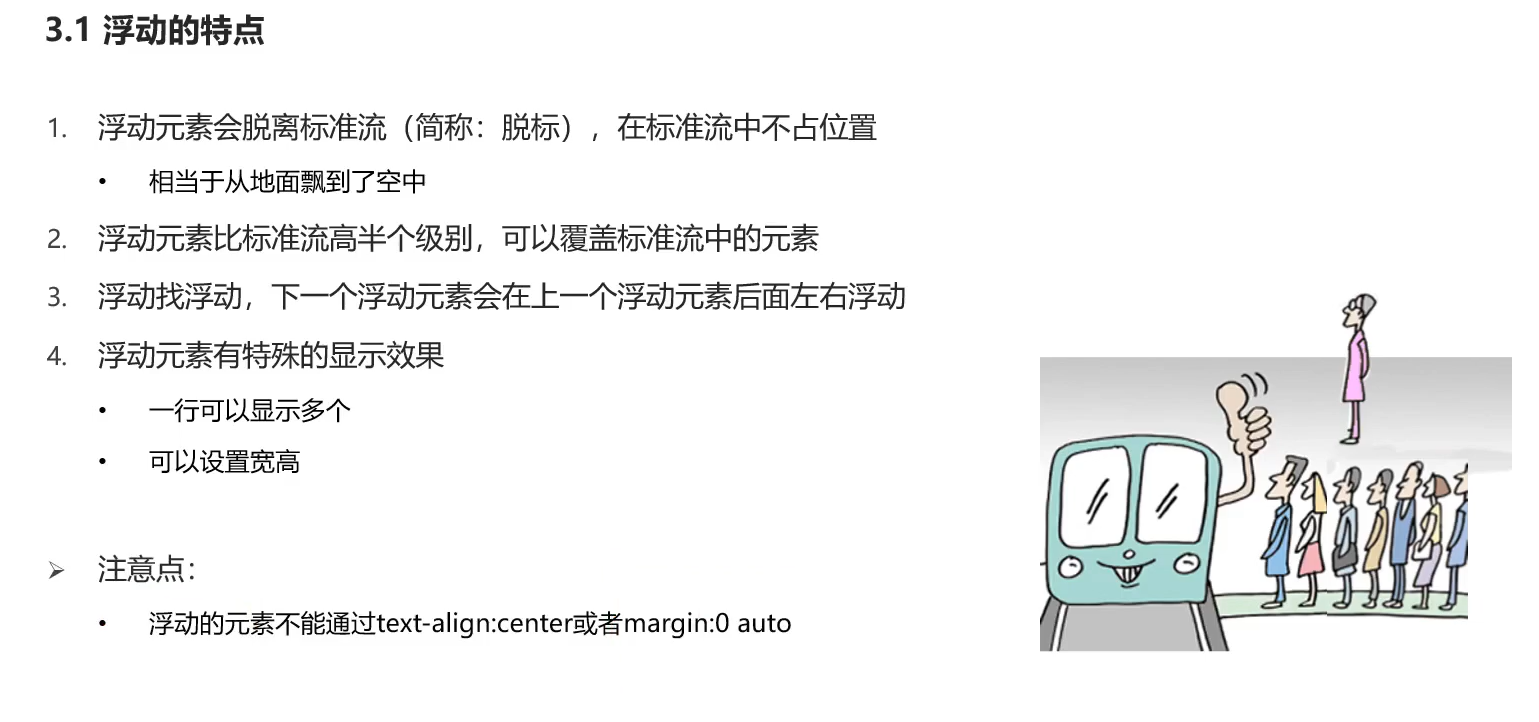 3.1 浮动的特点
1. 浮动元素会脱离标准流（简称：脱标），在标准流中不占位置
• 相当于从地面飘到了空中
2. 浮动元素比标准流高半个级别，可以覆盖标准流中的元素
3. 浮动找浮动，下一个浮动元素会在上一个浮动元素后面左右浮动
4. 浮动元素有特殊的显示效果
• 一行可以显示多个
• 可以设置宽高
➢ 注意点：
• 浮动的元素不能通过text-align:center或者margin:0 auto